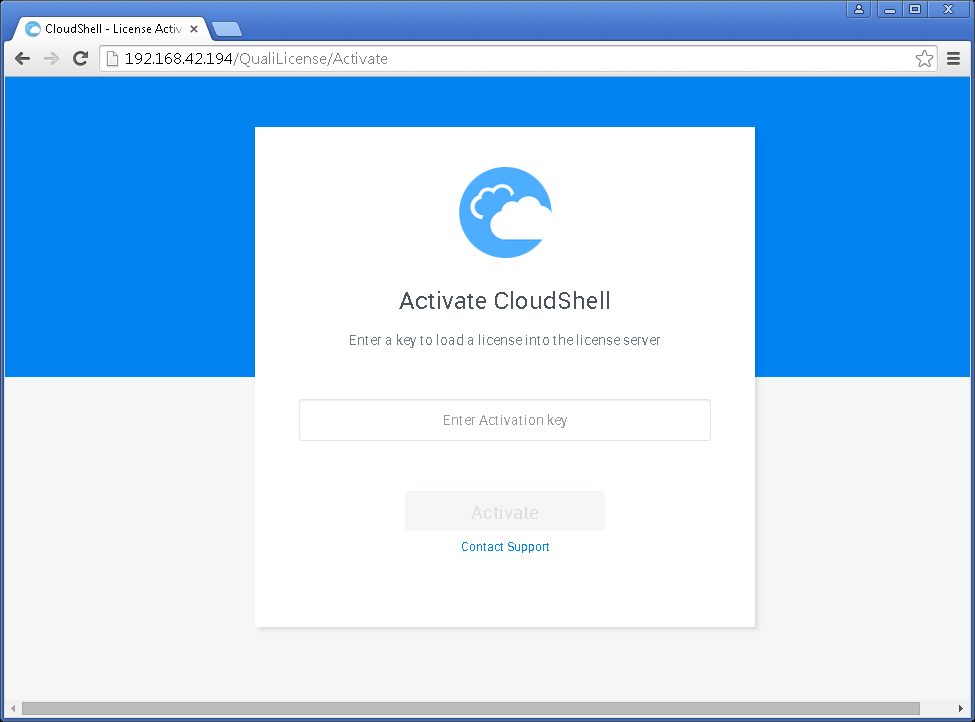 CloudShell - License Activ
192.168.42.194/QualiLicense/Activate
Activate CloudShell
Enter a key to load a license into the license server
Enter Activation key
Activate
Contact Support